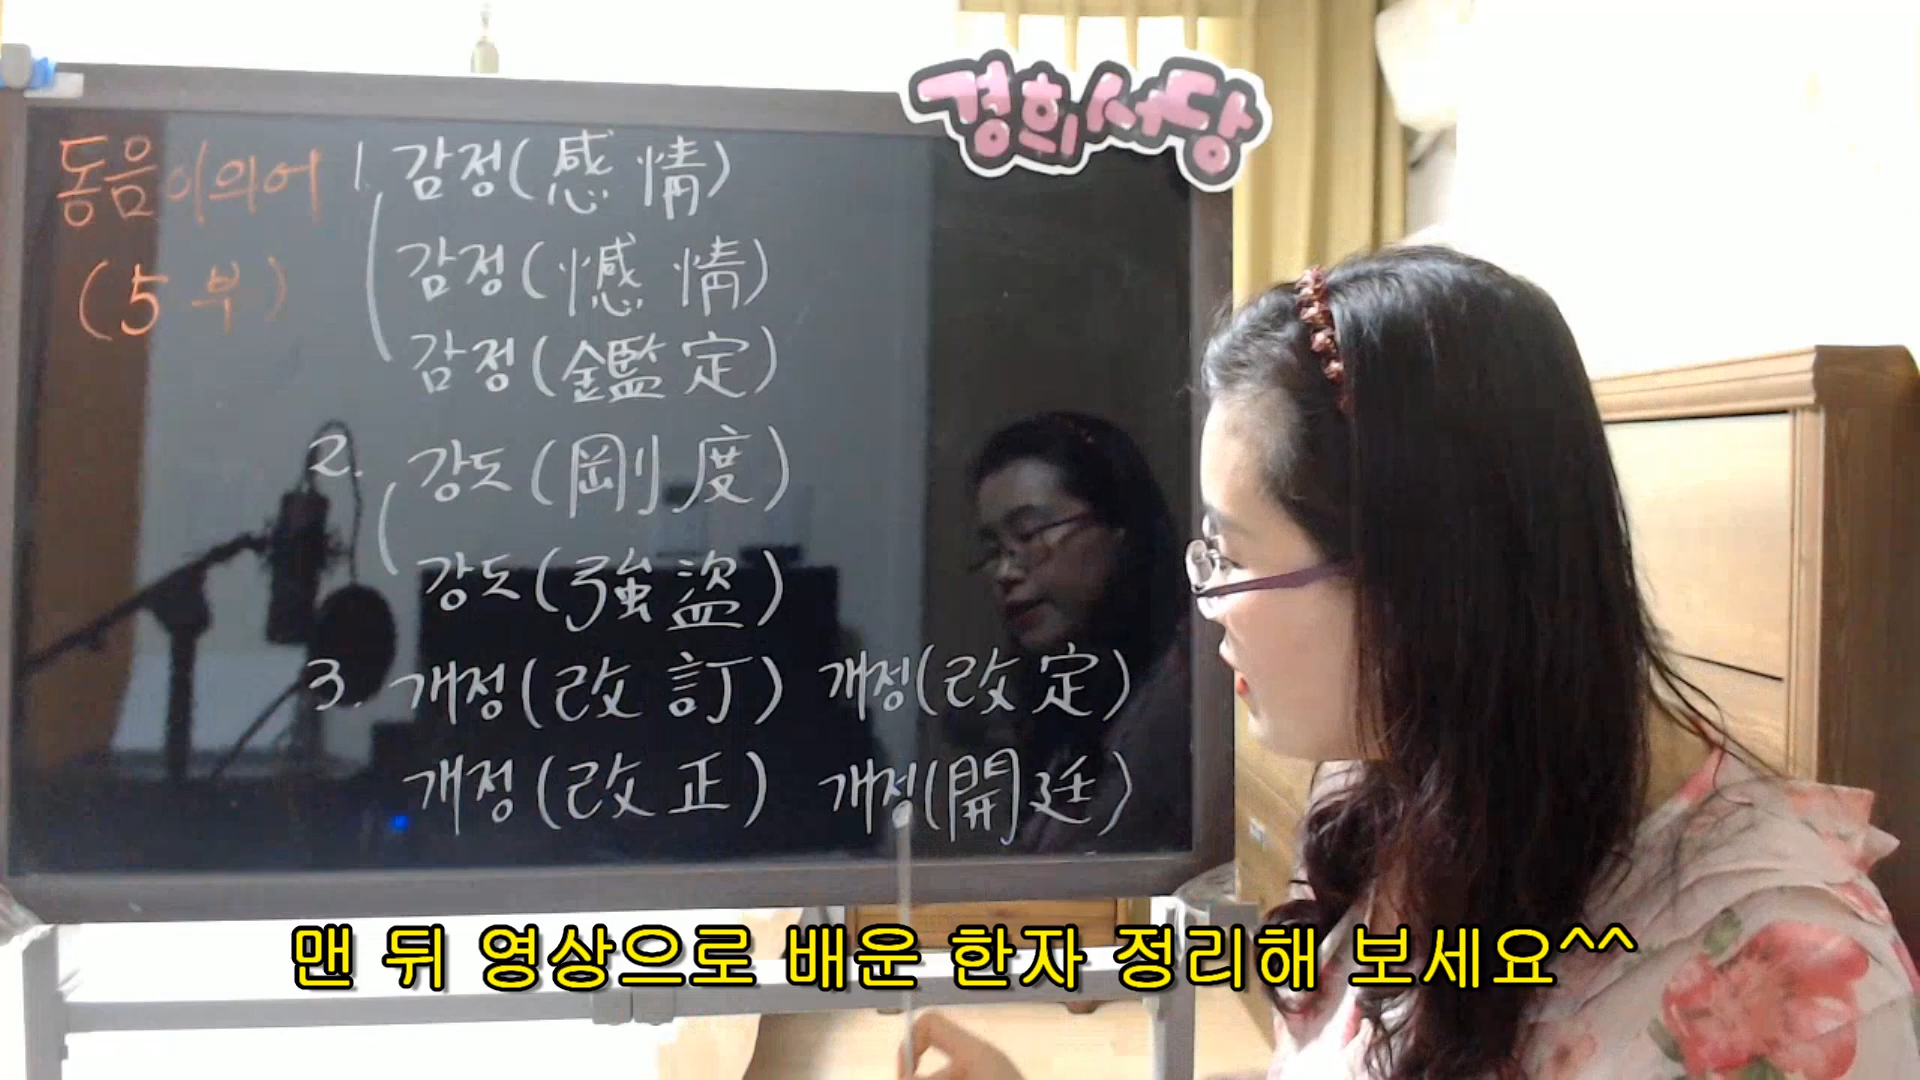 경희서당
동음이의어
(5부)
1. 감정(感情)
감정(憾情)
감정(鑑定)
2. 강도(剛度)
강도(強盜)
3. 개정(改訂) 개정(改定)
개정(改正) 개정(開廷)
맨 뒤 영상으로 배운 한자 정리해 보세요^^